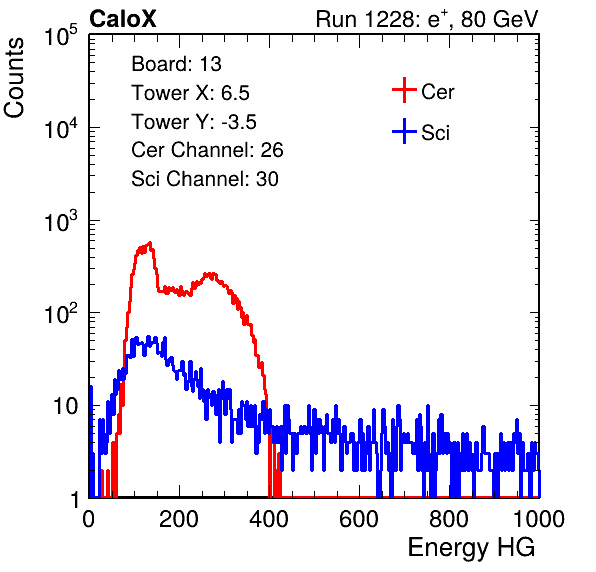 CaloX Run 1228: e⁺, 80 GeV
Counts
Board: 13
Tower X: 6.5
Tower Y: -3.5
Cer Channel: 26
Sci Channel: 30
Cer
Sci
10⁵
10⁴
10³
10²
10
1
0 200 400 600 800 1000
Energy HG